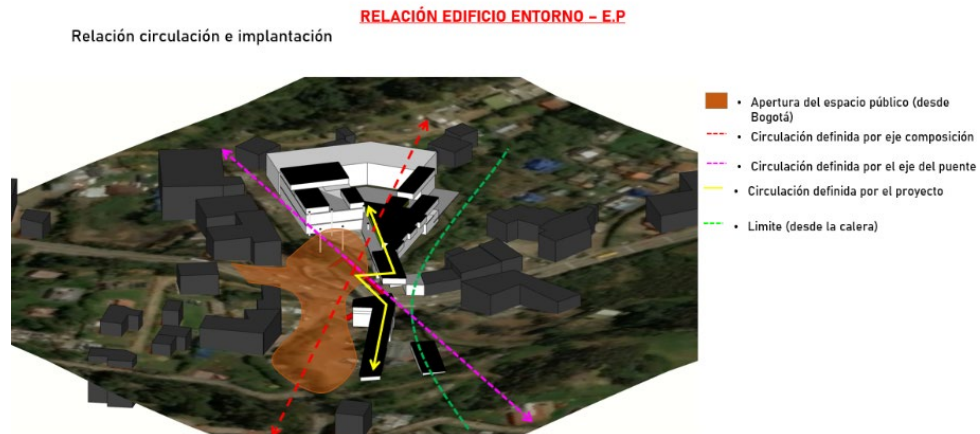 RELACIÓN EDIFICIO ENTORNO – E.P
Relación circulación e implantación
• Apertura del espacio público (desde
Bogotá)
• Circulación definida por eje composición
• Circulación definida por el eje del puente
• Circulación definida por el proyecto
• Limite (desde la calera)